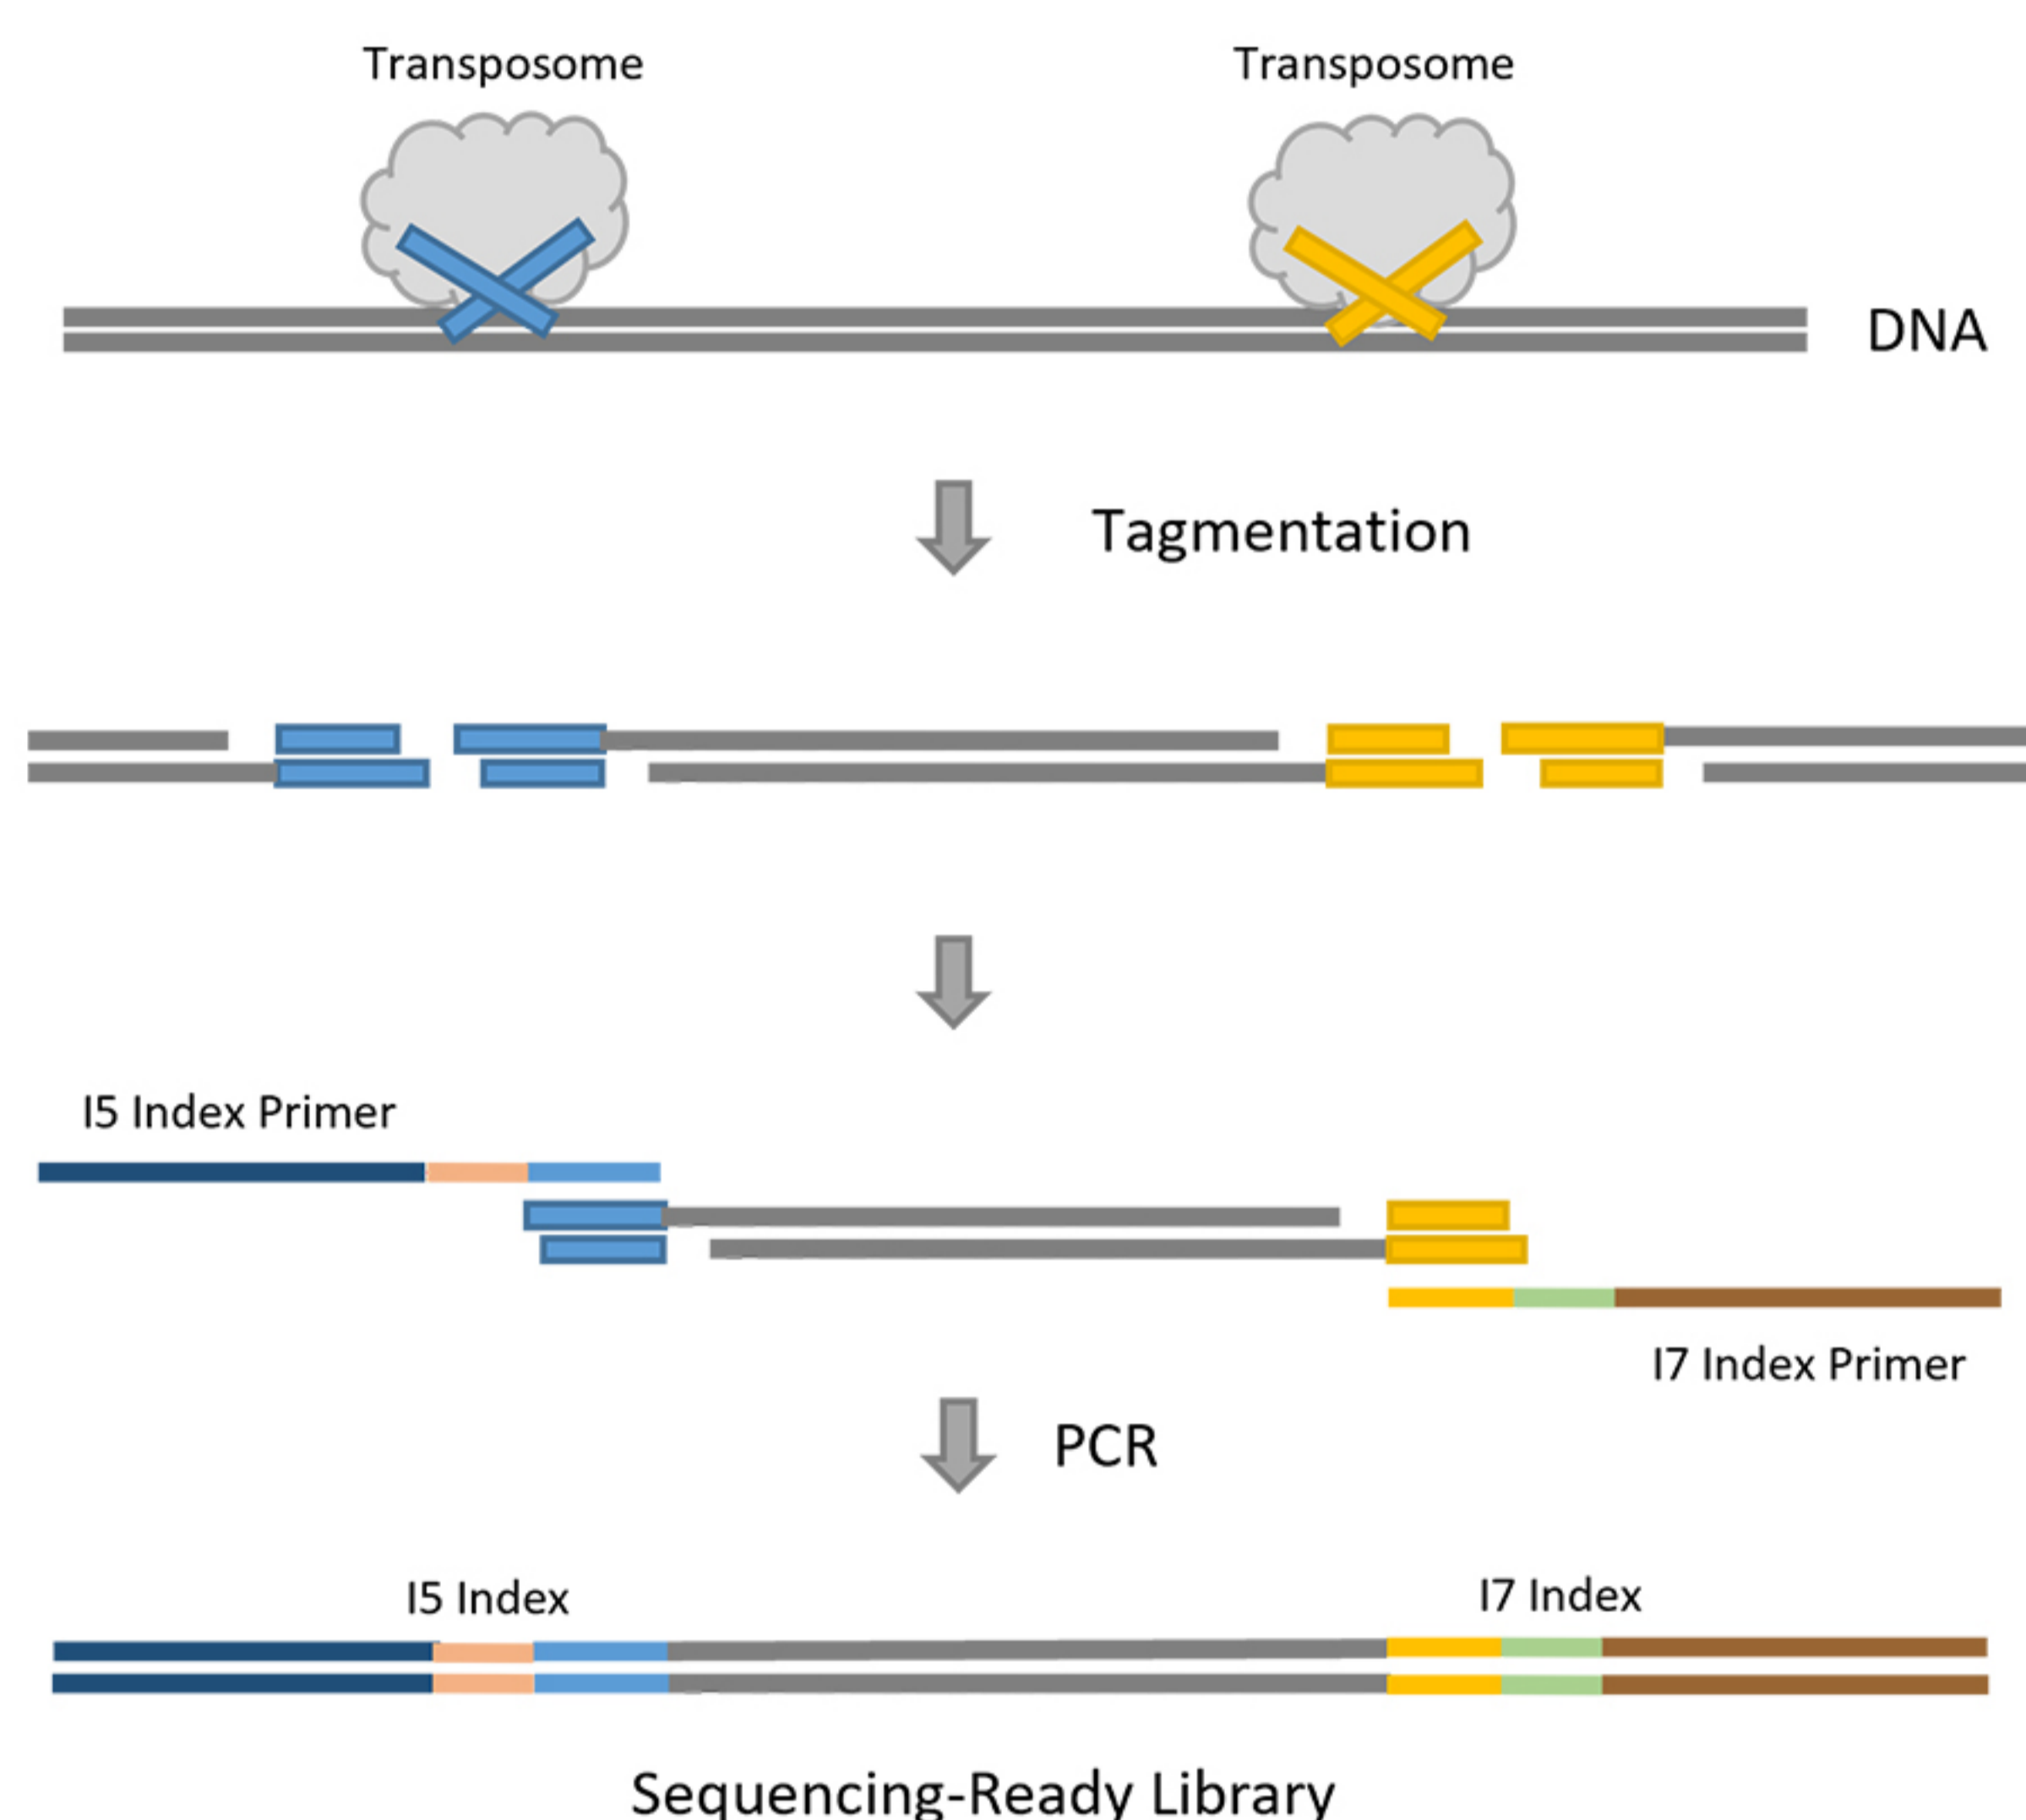 Transposome
Transposome
DNA
Tagmentation
I5 Index Primer
I7 Index Primer
PCR
I5 Index
I7 Index
Sequencing-Ready Library